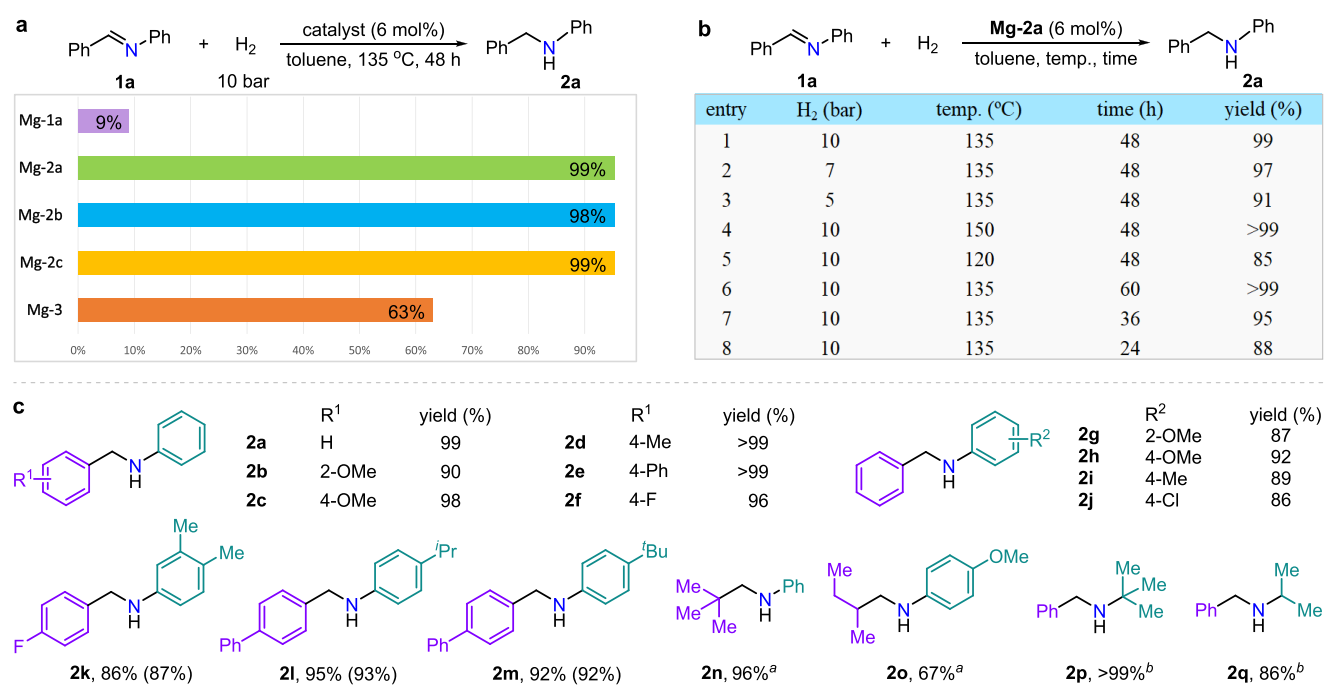 a
Ph N Ph + H2 catalyst (6 mol%) Ph N H Ph
toluene, 135 ºC, 48 h
1a 10 bar 2a
Mg-1a 9%
Mg-2a 99%
Mg-2b 98%
Mg-2c 99%
Mg-3 63%
0% 10% 20% 30% 40% 50% 60% 70% 80% 90%
b
Ph N Ph + H2 Mg-2a (6 mol%) Ph N H Ph
toluene, temp., time
1a 2a
entry H2 (bar) temp. (ºC) time (h) yield (%)
1 10 135 48 99
2 7 135 48 97
3 5 135 48 91
4 10 150 48 >99
5 10 120 48 85
6 10 135 60 >99
7 10 135 36 95
8 10 135 24 88
c
R1 N H
R1 yield (%)
2a H 99
2b 2-OMe 90
2c 4-OMe 98
R1 yield (%)
2d 4-Me >99
2e 4-Ph >99
2f 4-F 96
N H R2
R2 yield (%)
2g 2-OMe 87
2h 4-OMe 92
2i 4-Me 89
2j 4-Cl 86
F N H Me Me
2k, 86% (87%)
Ph N H iPr
2l, 95% (93%)
Ph N H tBu
2m, 92% (92%)
Me Me Me N H Ph
2n, 96%a
Me Me N H OMe
2o, 67%a
Ph N H Me Me Me
2p, >99%b
Ph N H Me Me
2q, 86%b